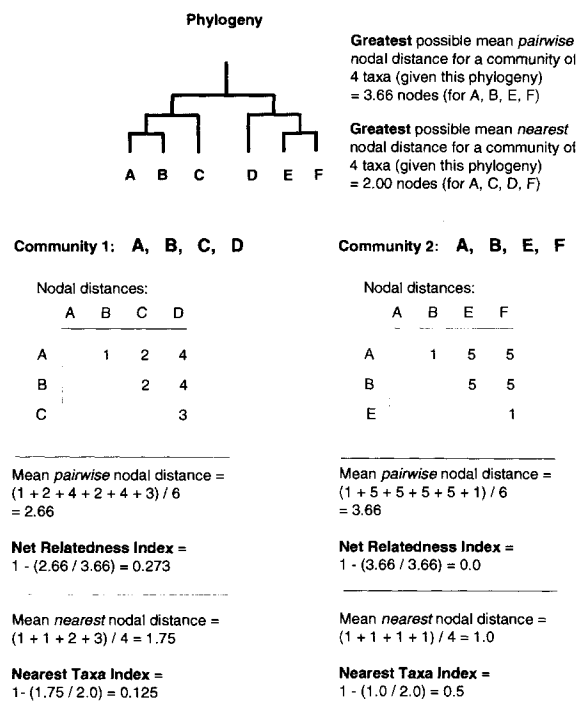 Phylogeny
A B C D E F
Greatest possible mean pairwise
nodal distance for a community of
4 taxa (given this phylogeny)
= 3.66 nodes (for A, B, E, F)
Greatest possible mean nearest
nodal distance for a community of
4 taxa (given this phylogeny)
= 2.00 nodes (for A, C, D, F)
Community 1: A, B, C, D
Nodal distances:
A B C D
A 1 2 4
B 2 4
C 3
Mean pairwise nodal distance =
(1 + 2 + 4 + 2 + 4 + 3) / 6
= 2.66
Net Relatedness Index =
1 - (2.66 / 3.66) = 0.273
Mean nearest nodal distance =
(1 + 1 + 2 + 3) / 4 = 1.75
Nearest Taxa Index =
1- (1.75 / 2.0) = 0.125
Community 2: A, B, E, F
Nodal distances:
A B E F
A 1 5 5
B 5 5
E 1
Mean pairwise nodal distance =
(1 + 5 + 5 + 5 + 5 + 1) / 6
= 3.66
Net Relatedness Index =
1 - (3.66 / 3.66) = 0.0
Mean nearest nodal distance =
(1 + 1 + 1 + 1) / 4 = 1.0
Nearest Taxa Index =
1 - (1.0 / 2.0) = 0.5